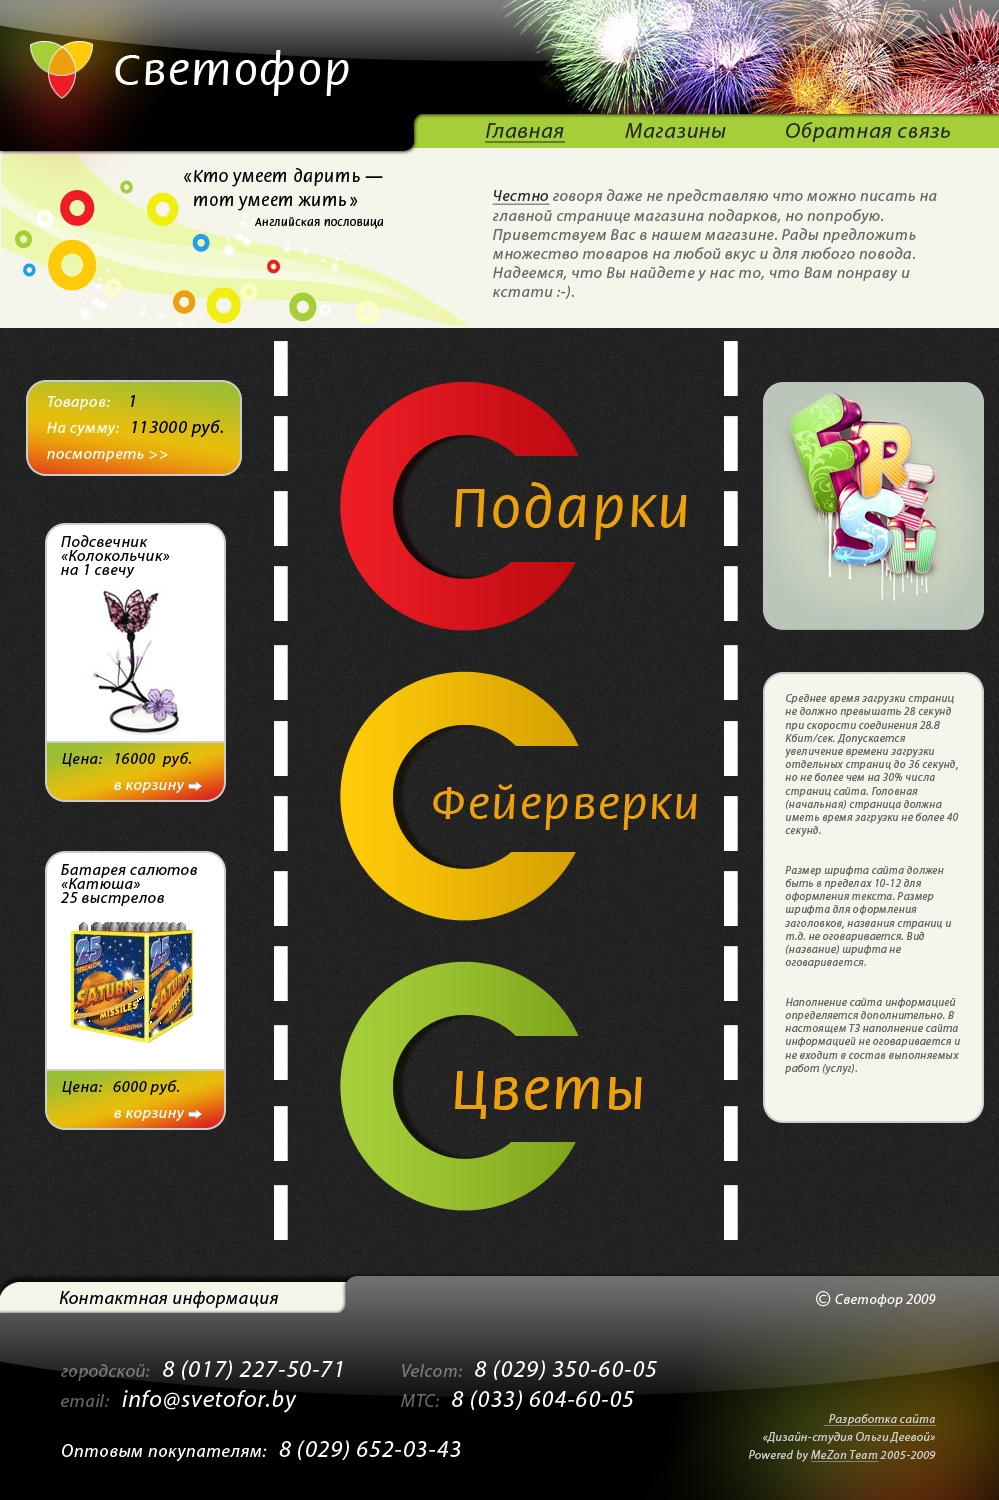 Светофор
Главная
Магазины
Обратная связь
«Кто умеет дарить —
тот умеет жить»
Английская пословица
Честно говоря даже не представляю что можно писать на
главной странице магазина подарков, но попробую.
Приветствуем Вас в нашем магазине. Рады предложить
множество товаров на любой вкус и для любого повода.
Надеемся, что Вы найдете у нас то, что Вам понраву и
кстати :-).
Товаров: 1
На сумму: 113000 руб.
посмотреть >>
Подсвечник
«Колокольчик»
на 1 свечу
Цена: 16000 руб.
в корзину
Батарея салютов
«Катюша»
25 выстрелов
25
25
SATURN
MISSILES
SATURN
MISSILES
Цена: 6000 руб.
в корзину
Подарки
Фейерверки
Цветы
FRESH
Среднее время загрузки страниц
не должно превышать 28 секунд
при скорости соединения 28.8
Кбит/сек. Допускается
увеличение времени загрузки
отдельных страниц до 36 секунд,
но не более чем на 30% числа
страниц сайта. Головная
(начальная) страница должна
иметь время загрузки не более 40
секунд.
Размер шрифта сайта должен
быть в пределах 10-12 для
оформления текста. Размер
шрифта для оформления
заголовков, названия страниц и
т.д. не оговаривается. Вид
(название) шрифта не
оговаривается.
Наполнение сайта информацией
определяется дополнительно. В
настоящем ТЗ наполнение сайта
информацией не оговаривается и
не входит в состав выполняемых
работ (услуг).
Контактная информация
© Светофор 2009
городской: 8 (017) 227-50-71
Velcom: 8 (029) 350-60-05
email: info@svetofor.by
МТС: 8 (033) 604-60-05
Оптовым покупателям: 8 (029) 652-03-43
Разработка сайта
«Дизайн-студия Ольги Деевой»
Powered by MeZon Team 2005-2009